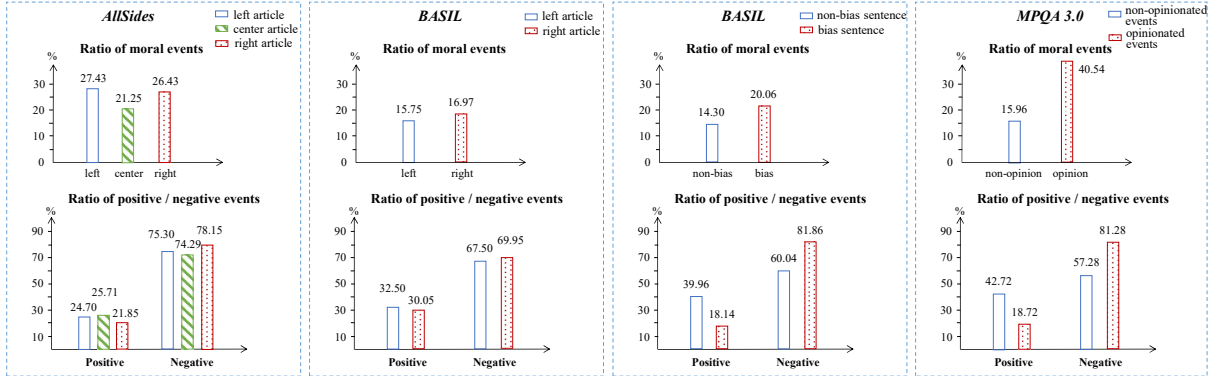 AllSides
left article
center article
right article
Ratio of moral events
%
30
20
10
0
27.43
21.25
26.43
left center right
Ratio of positive / negative events
%
90
70
50
30
10
24.70
25.71
21.85
75.30
74.29
78.15
Positive Negative
BASIL
left article
right article
Ratio of moral events
%
30
20
10
0
15.75
16.97
left right
Ratio of positive / negative events
%
90
70
50
30
10
32.50
30.05
67.50
69.95
Positive Negative
BASIL
non-bias sentence
bias sentence
Ratio of moral events
%
30
20
10
0
14.30
20.06
non-bias bias
Ratio of positive / negative events
%
90
70
50
30
10
39.96
18.14
60.04
81.86
Positive Negative
MPQA 3.0
non-opinionated
events
opinionated
events
Ratio of moral events
%
30
20
10
0
15.96
40.54
non-opinion opinion
Ratio of positive / negative events
%
90
70
50
30
10
42.72
18.72
57.28
81.28
Positive Negative